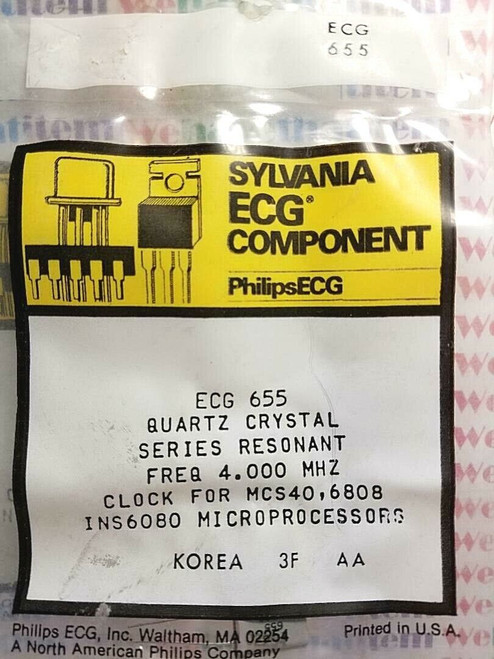 ECG
655
SYLVANIA
ECG®
COMPONENT
PhilipsECG
ECG 655
QUARTZ CRYSTAL
SERIES RESONANT
FREQ 4.000 MHZ
CLOCK FOR MCS40,6808
INS6080 MICROPROCESSORS
KOREA 3F AA
Philips ECG, Inc. Waltham, MA 02254 Printed in U.S.A.
A North American Philips Company